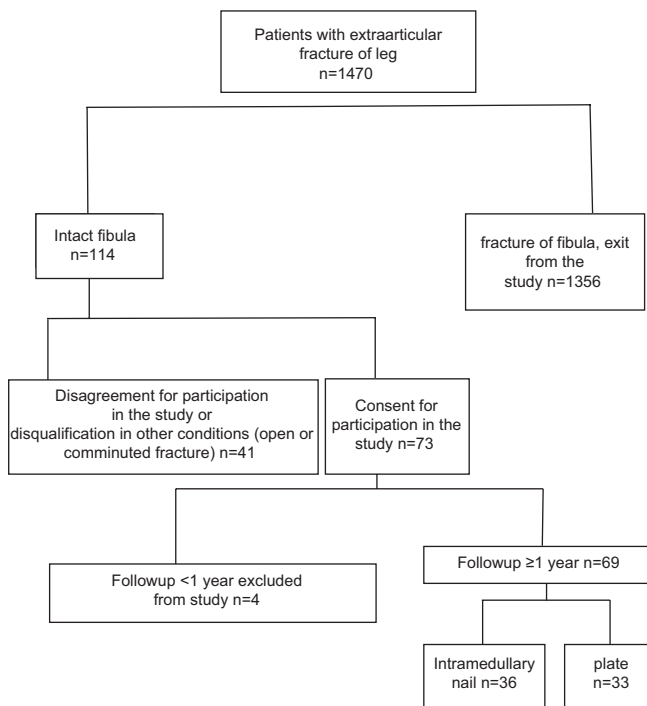 Patients with extraarticular
fracture of leg
n=1470
Intact fibula
n=114
fracture of fibula, exit
from the
study n=1356
Disagreement for participation
in the study or
disqualification in other conditions (open or
comminuted fracture) n=41
Consent for
participation in the
study n=73
Followup <1 year excluded
from study n=4
Followup ≥1 year n=69
Intramedullary
nail n=36
plate
n=33